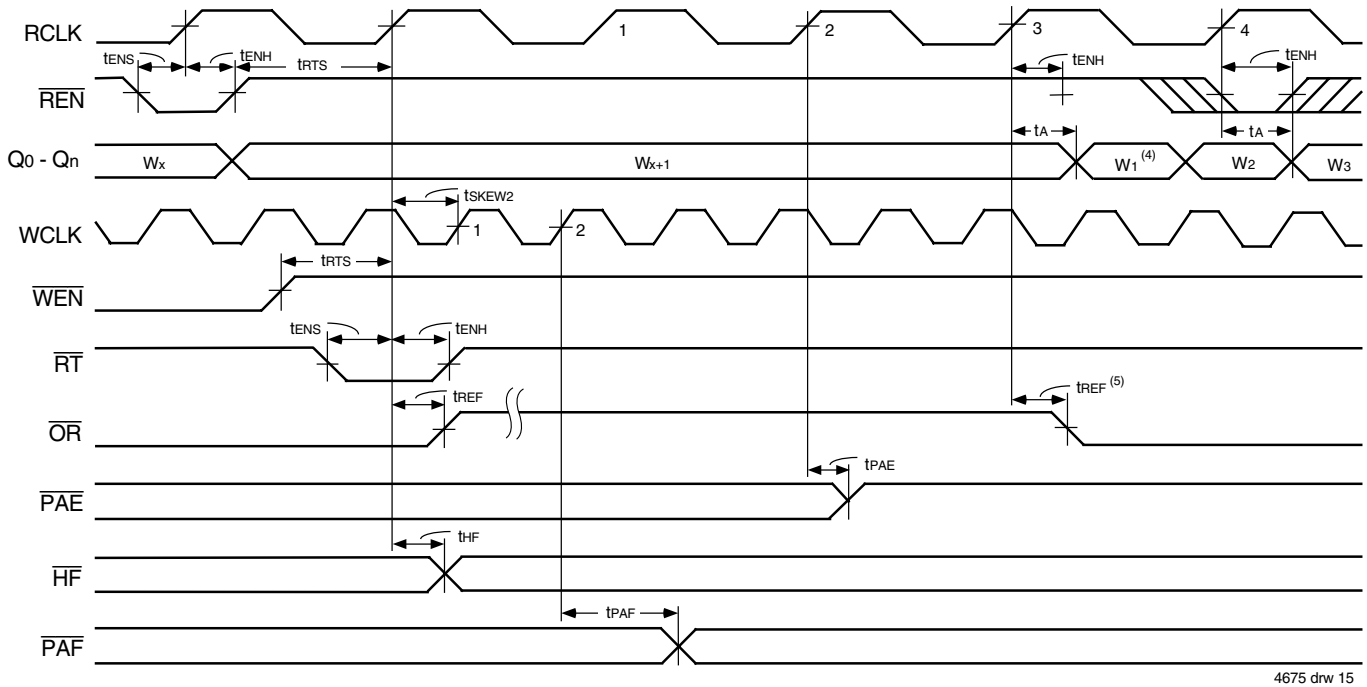 RCLK 1 2 3 4
tENS tENH tRTS tENH tENH
REN
tA tA
Q0 - Qn Wx Wx+1 W1 (4) W2 W3
tSKEW2
WCLK 1 2
tRTS
WEN
tENS tENH
RT
tREF tREF (5)
OR
tPAE
PAE
tHF
HF
tPAF
PAF
4675 drw 15